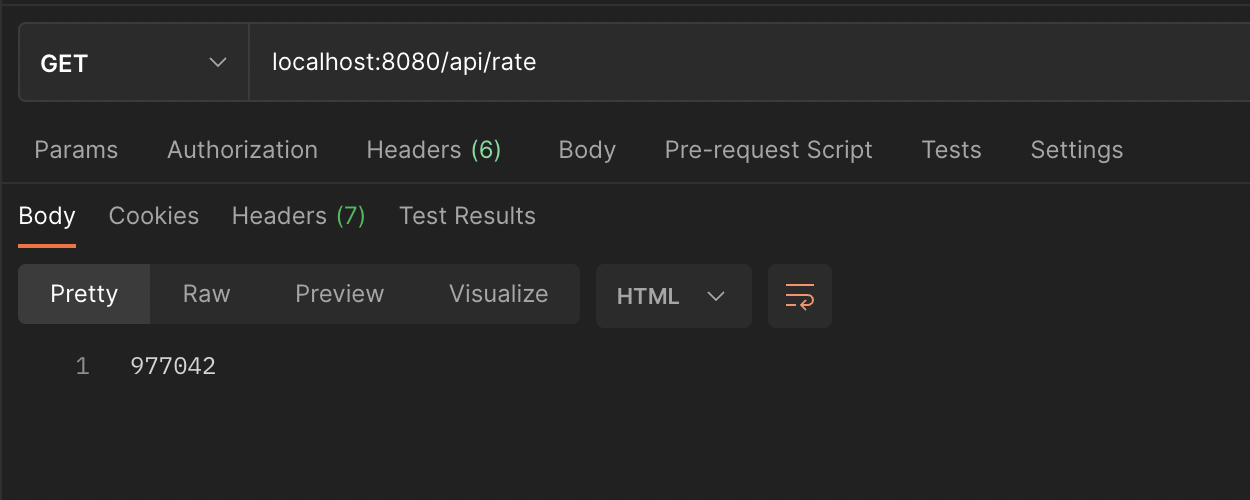 GET localhost:8080/api/rate
Params Authorization Headers (6) Body Pre-request Script Tests Settings
Body Cookies Headers (7) Test Results
Pretty Raw Preview Visualize HTML
1 977042